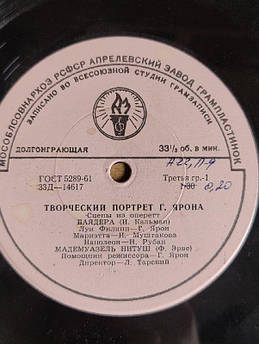 МОСОБЛСОВНАРХОЗ РСФСР АПРЕЛЕВСКИЙ ЗАВОД ГРАМПЛАСТИНОК
ЗАПИСАНО ВО ВСЕСОЮЗНОЙ СТУДИИ ГРАМЗАПИСИ
ДОЛГОИГРАЮЩАЯ 33⅓ об. в мин.
ГОСТ 5289-61 Третья гр.-1
33Д—14617 0,20
ТВОРЧЕСКИЙ ПОРТРЕТ Г. ЯРОНА
(Сцены из оперетт)
БАЯДЕРА (И. Кальман)
Луи Филипп—Г. Ярон
Мариэтта—Н. Муштакова
Наполеон—Н. Рубан
МАДЕМУАЗЕЛЬ НИТУШ (Ф. Эрве)
Помощник режиссера—Г. Ярон
Директор—Л. Тарский